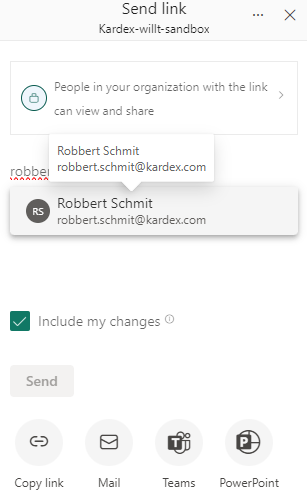 Send link
Kardex-willt-sandbox
People in your organization with the link
can view and share
Robbert Schmit
robbert.schmit@kardex.com
robber
RS
Robbert Schmit
robbert.schmit@kardex.com
Include my changes
Send
Copy link
Mail
Teams
PowerPoint